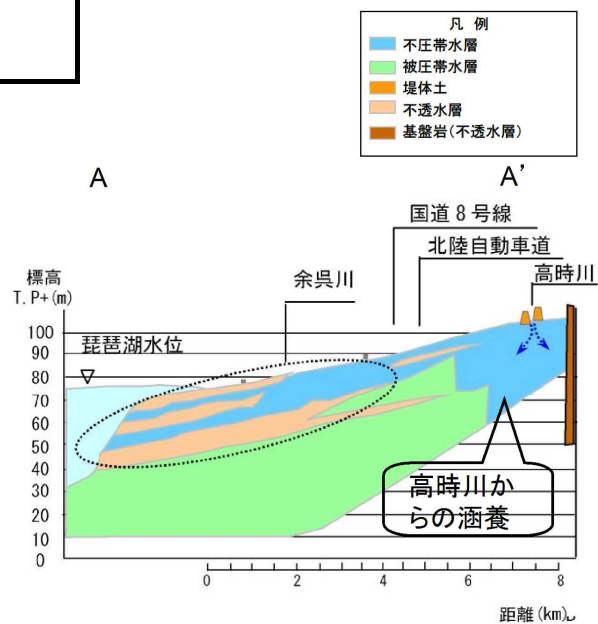 凡 例
不圧帯水層
被圧帯水層
堤体土
不透水層
基盤岩(不透水層)
A
A’
国道8号線
北陸自動車道
高時川
余呉川
標高
T.P+(m)
琵琶湖水位
100
90
80
70
60
50
40
30
20
10
0
高時川か
らの涵養
0 2 4 6 8
距離(km)